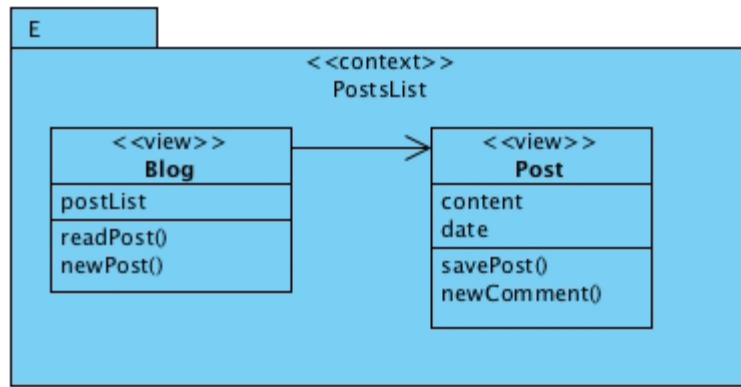 E
<<context>>
PostsList
<<view>>
Blog
postList
readPost()
newPost()
<<view>>
Post
content
date
savePost()
newComment()